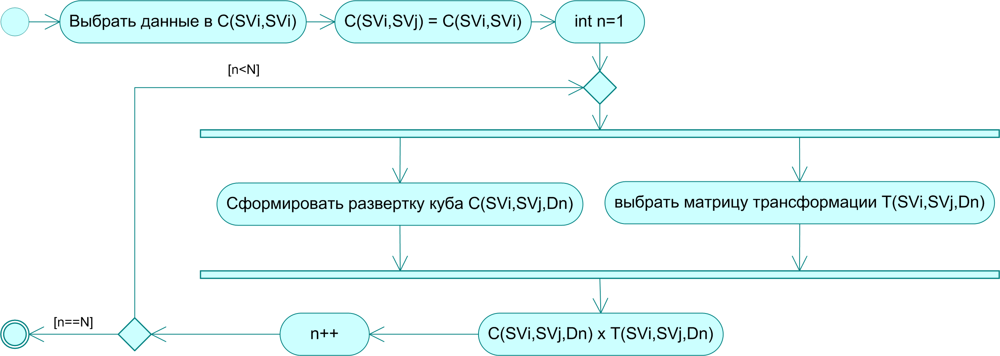 Выбрать данные в C(SVi,SVi)
C(SVi,SVj) = C(SVi,SVi)
int n=1
[n<N]
Сформировать развертку куба C(SVi,SVj,Dn)
выбрать матрицу трансформации T(SVi,SVj,Dn)
[n==N]
n++
C(SVi,SVj,Dn) x T(SVi,SVj,Dn)